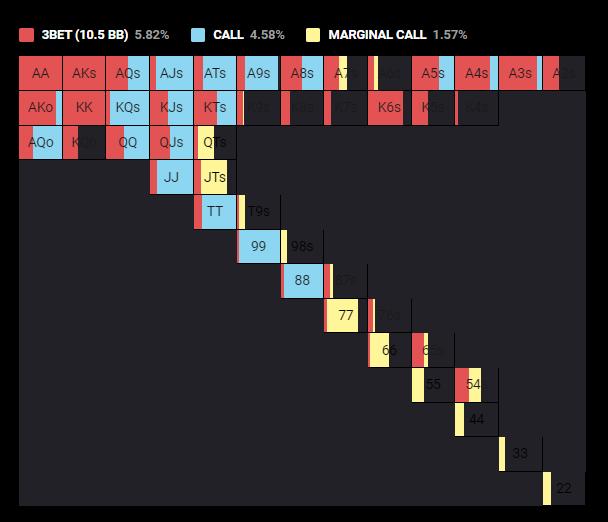 3BET (10.5 BB) 5.82% CALL 4.58% MARGINAL CALL 1.57%
AA AKs AQs AJs ATs A9s A8s A7s A6s A5s A4s A3s A2s
AKo KK KQs KJs KTs K9s K8s K7s K6s K5s K4s
AQo KQo QQ QJs QTs
JJ JTs
TT T9s
99 98s
88 87s
77 76s
66 65s
55 54
44
33
22